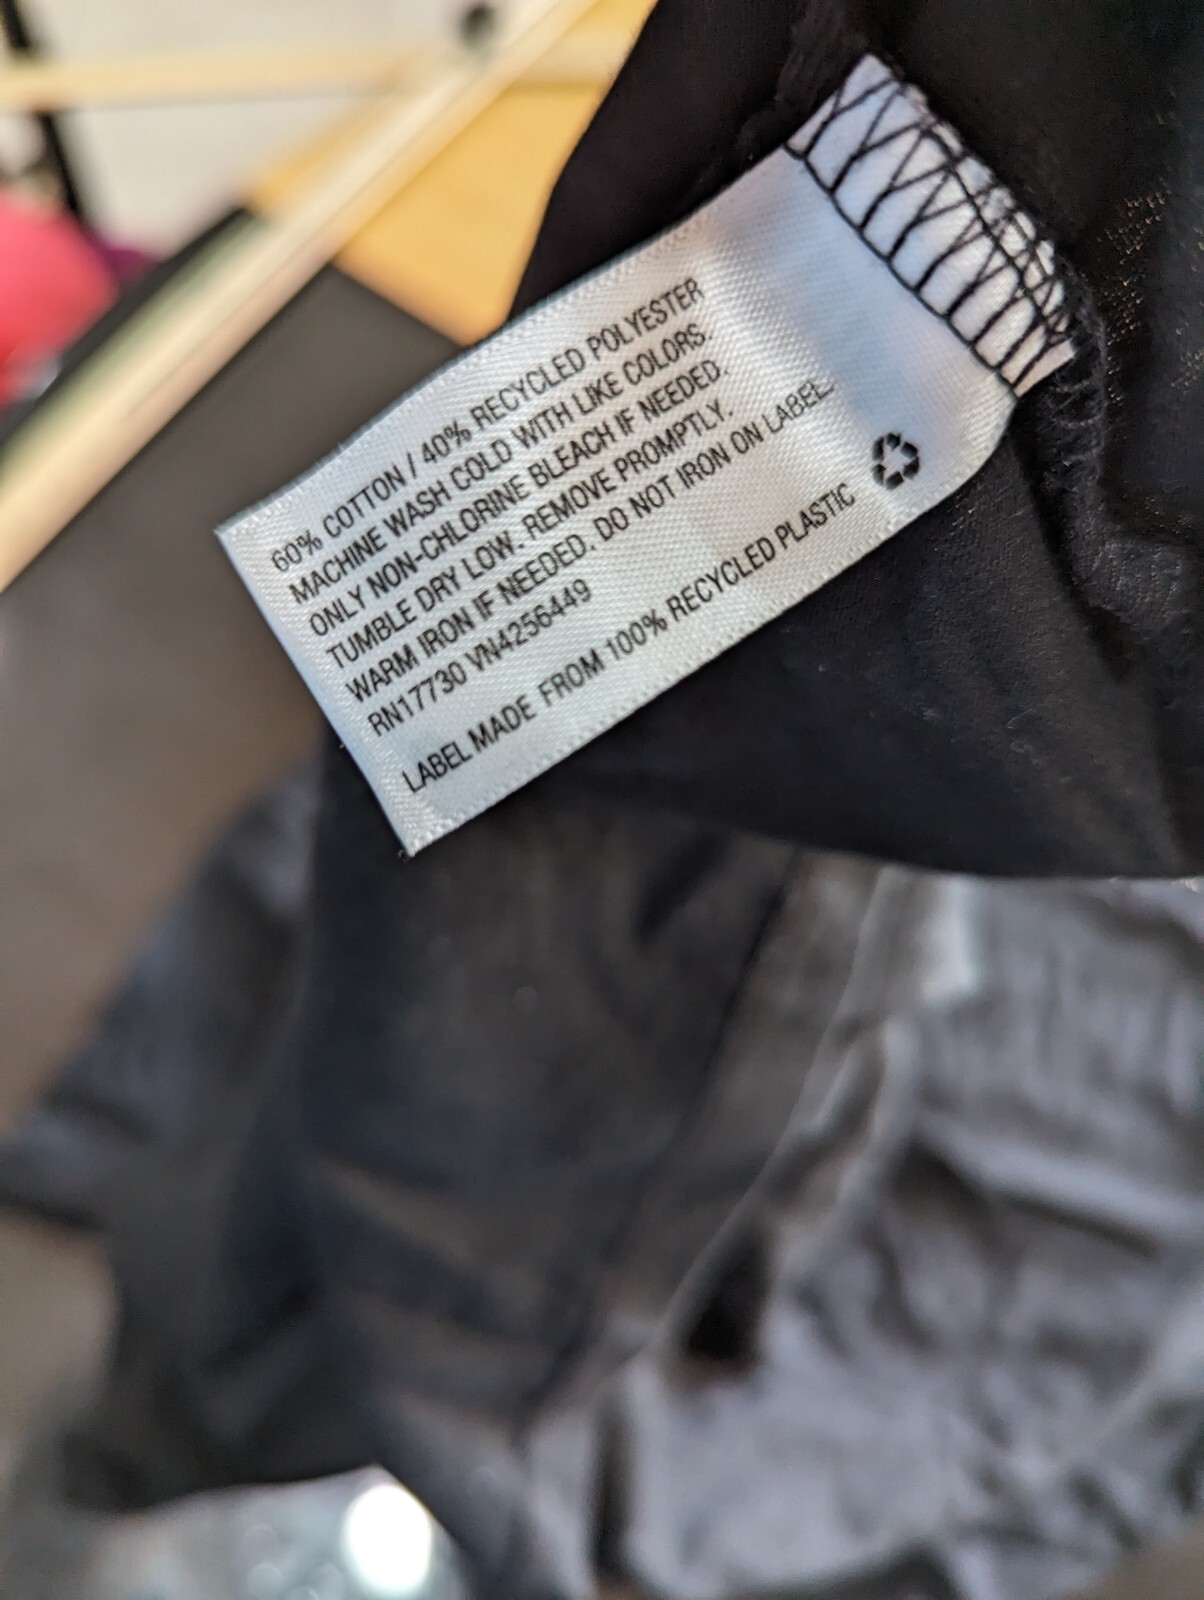 60% COTTON / 40% RECYCLED POLYESTER
MACHINE WASH COLD WITH LIKE COLORS.
ONLY NON-CHLORINE BLEACH IF NEEDED.
TUMBLE DRY LOW. REMOVE PROMPTLY.
WARM IRON IF NEEDED. DO NOT IRON ON LABEL.
RN17730 VN4256449
LABEL MADE FROM 100% RECYCLED PLASTIC